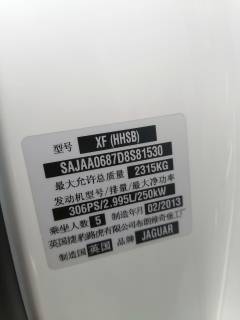 型号 XF (HHSB)
SAJAA0687D8S81530
最大允许总质量 2315KG
发动机型号/排量/最大净功率
306PS/2.995L/250kW
乘坐人数 5 制造年月 02/2013
英国捷豹路虎有限公司布朗维奇堡工厂
制造国 英国 品牌 JAGUAR